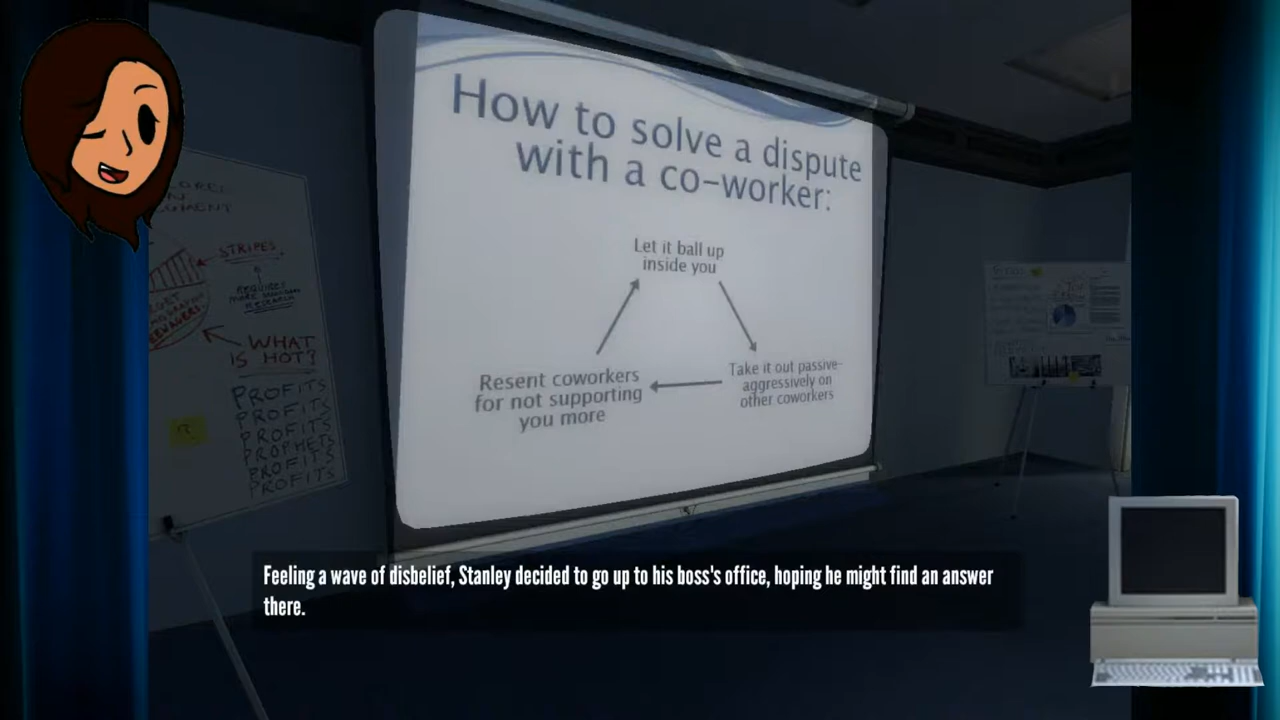 How to solve a dispute
with a co-worker:
Let it ball up
inside you
Take it out passive-
aggressively on
other coworkers
Resent coworkers
for not supporting
you more
STRIPES
REQUIRES
RESEARCH
WHAT
IS HOT?
PROFITS
PROFITS
PROFITS
PROPHETS
PROFITS
PROFITS
Feeling a wave of disbelief, Stanley decided to go up to his boss's office, hoping he might find an answer
there.